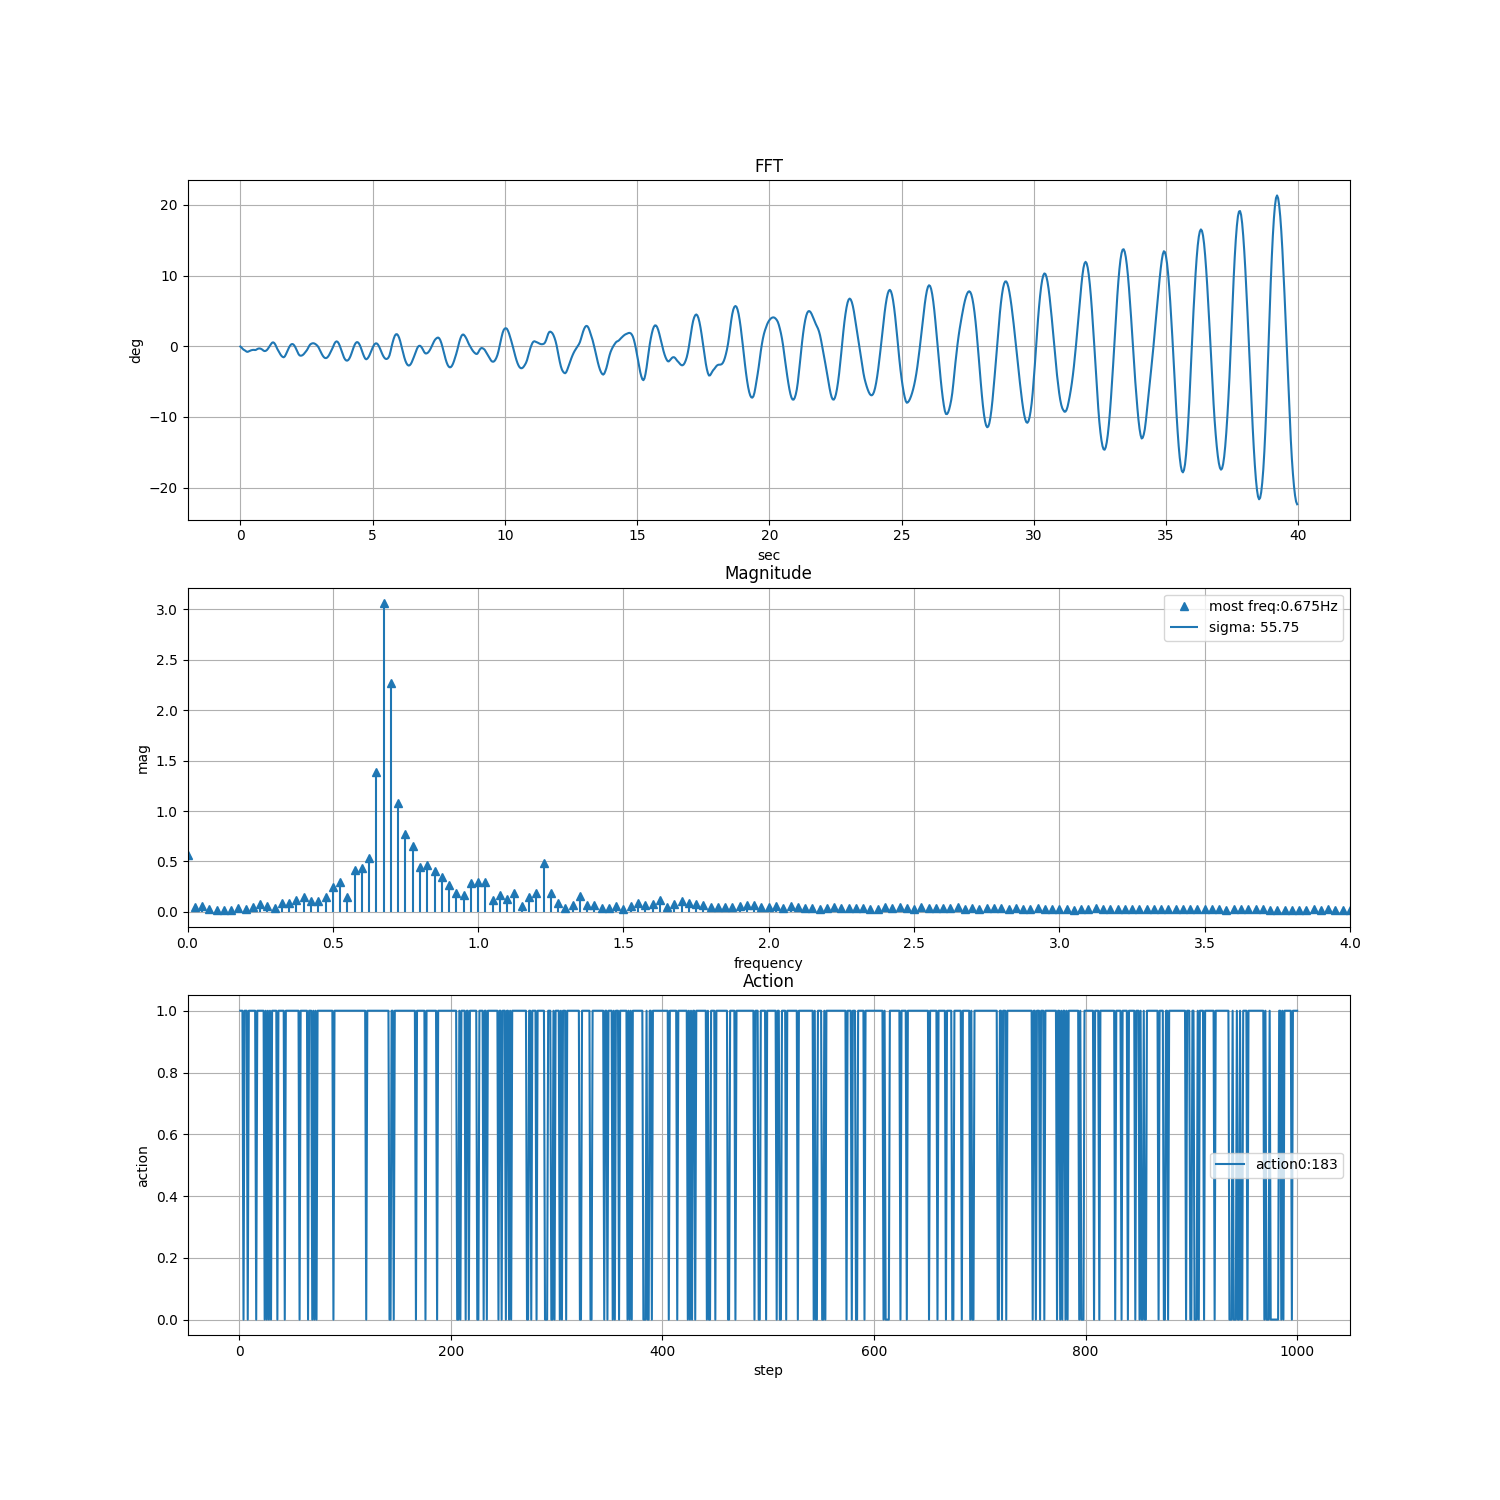 FFT
20
10
0
−10
−20
deg
0 5 10 15 20 25 30 35 40
sec
Magnitude
3.0
2.5
2.0
1.5
1.0
0.5
0.0
mag
most freq:0.675Hz
sigma: 55.75
0.0 0.5 1.0 1.5 2.0 2.5 3.0 3.5 4.0
frequency
Action
1.0
0.8
0.6
0.4
0.2
0.0
action
action0:183
0 200 400 600 800 1000
step